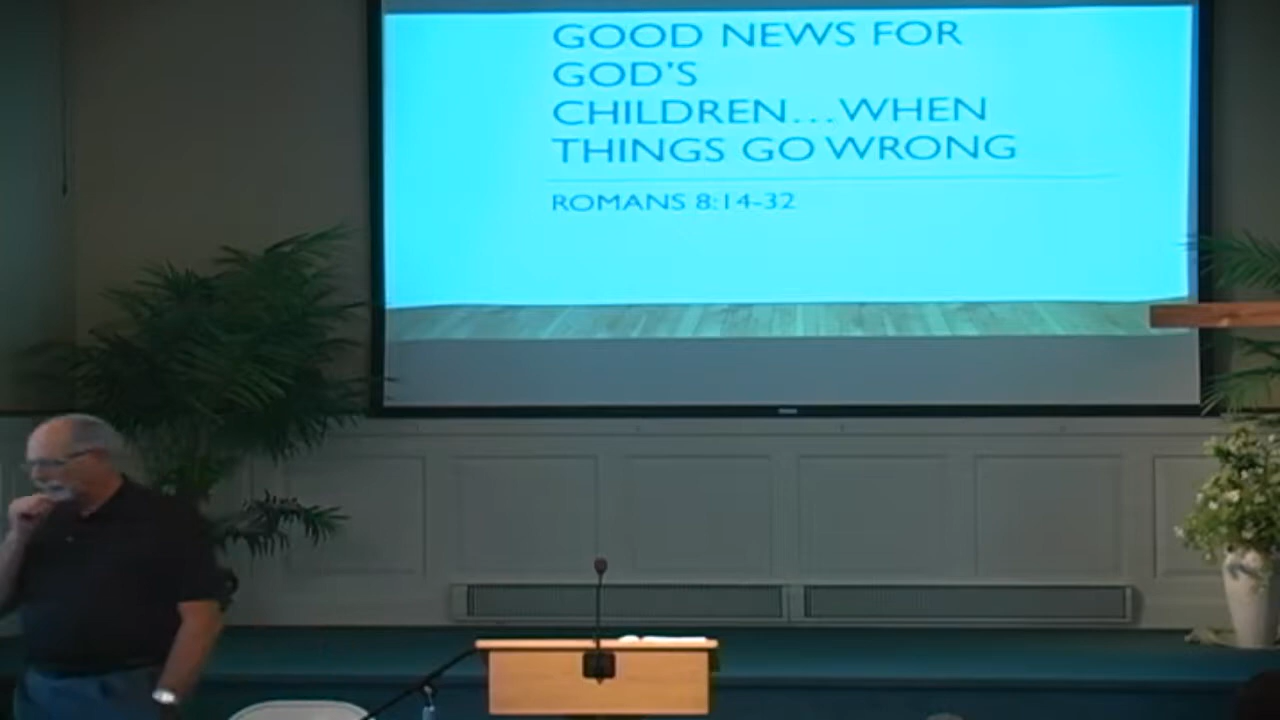 GOOD NEWS FOR
GOD'S
CHILDREN...WHEN
THINGS GO WRONG
ROMANS 8:14-32